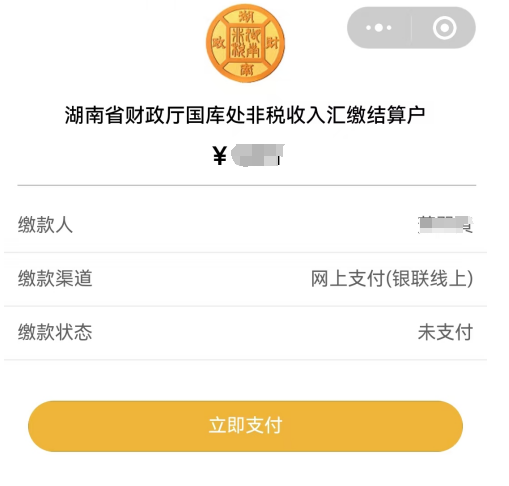 湖南省财政厅国库处非税收入汇缴结算户
¥
缴款人
缴款渠道 网上支付(银联线上)
缴款状态 未支付
立即支付